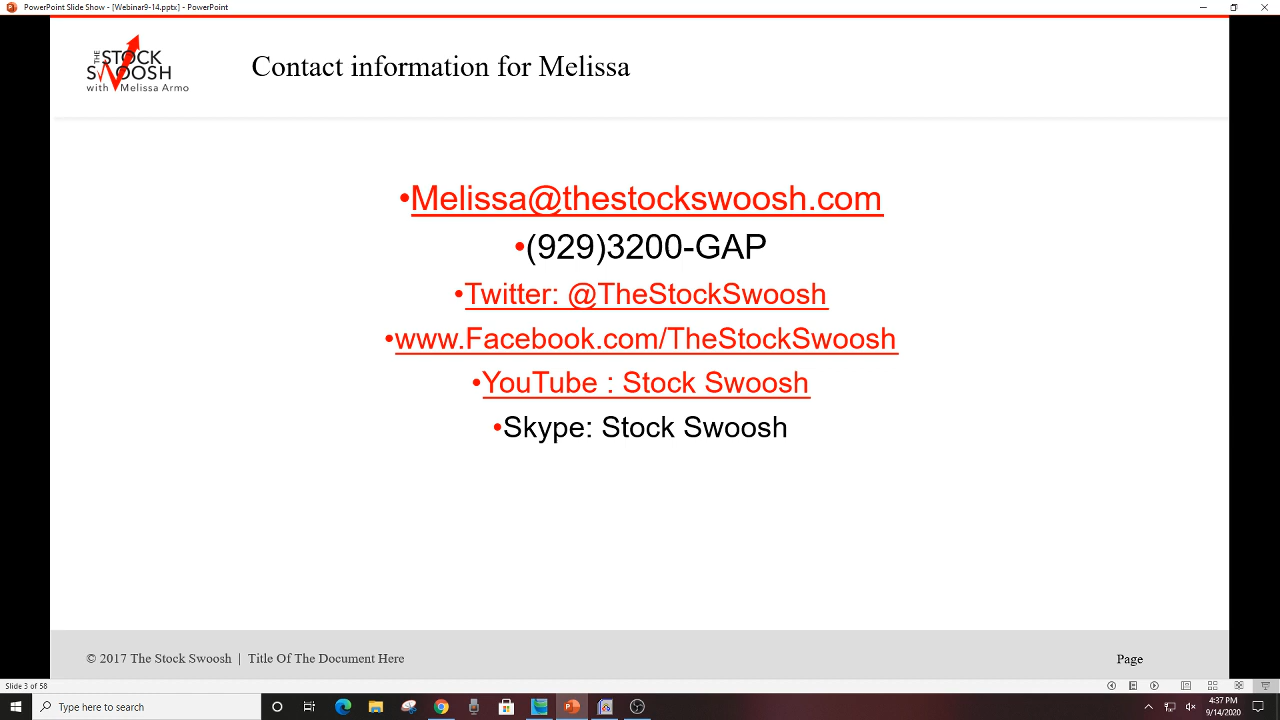 PowerPoint Slide Show - [Webinar9-14.pptx] - PowerPoint
THE STOCK
SWOOSH
with Melissa Armo
Contact information for Melissa
•Melissa@thestockswoosh.com
•(929)3200-GAP
•Twitter: @TheStockSwoosh
•www.Facebook.com/TheStockSwoosh
•YouTube : Stock Swoosh
•Skype: Stock Swoosh
© 2017 The Stock Swoosh | Title Of The Document Here
Page
Slide 3 of 58
Type here to search
4:37 PM
9/14/2020